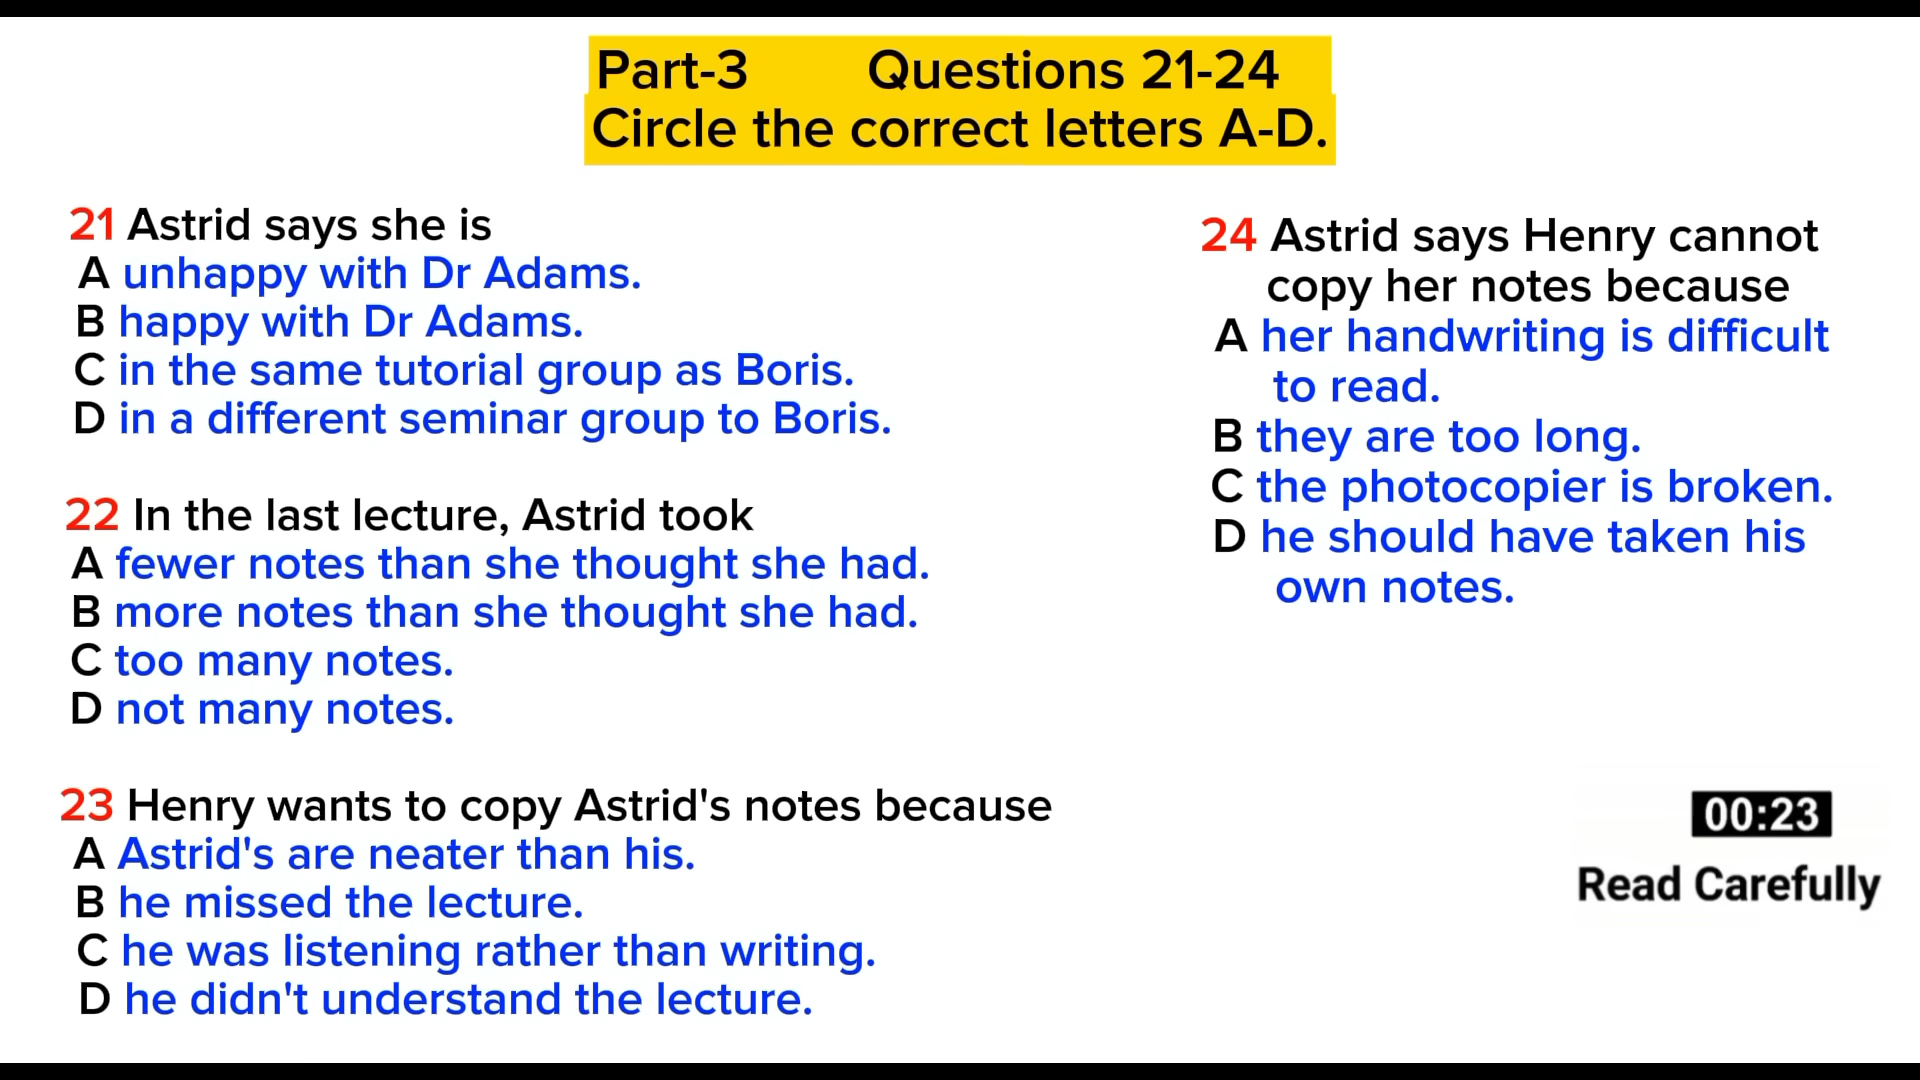 Part-3 Questions 21-24
Circle the correct letters A-D.
21 Astrid says she is
A unhappy with Dr Adams.
B happy with Dr Adams.
C in the same tutorial group as Boris.
D in a different seminar group to Boris.
22 In the last lecture, Astrid took
A fewer notes than she thought she had.
B more notes than she thought she had.
C too many notes.
D not many notes.
23 Henry wants to copy Astrid's notes because
A Astrid's are neater than his.
B he missed the lecture.
C he was listening rather than writing.
D he didn't understand the lecture.
24 Astrid says Henry cannot
copy her notes because
A her handwriting is difficult
to read.
B they are too long.
C the photocopier is broken.
D he should have taken his
own notes.
00:23
Read Carefully